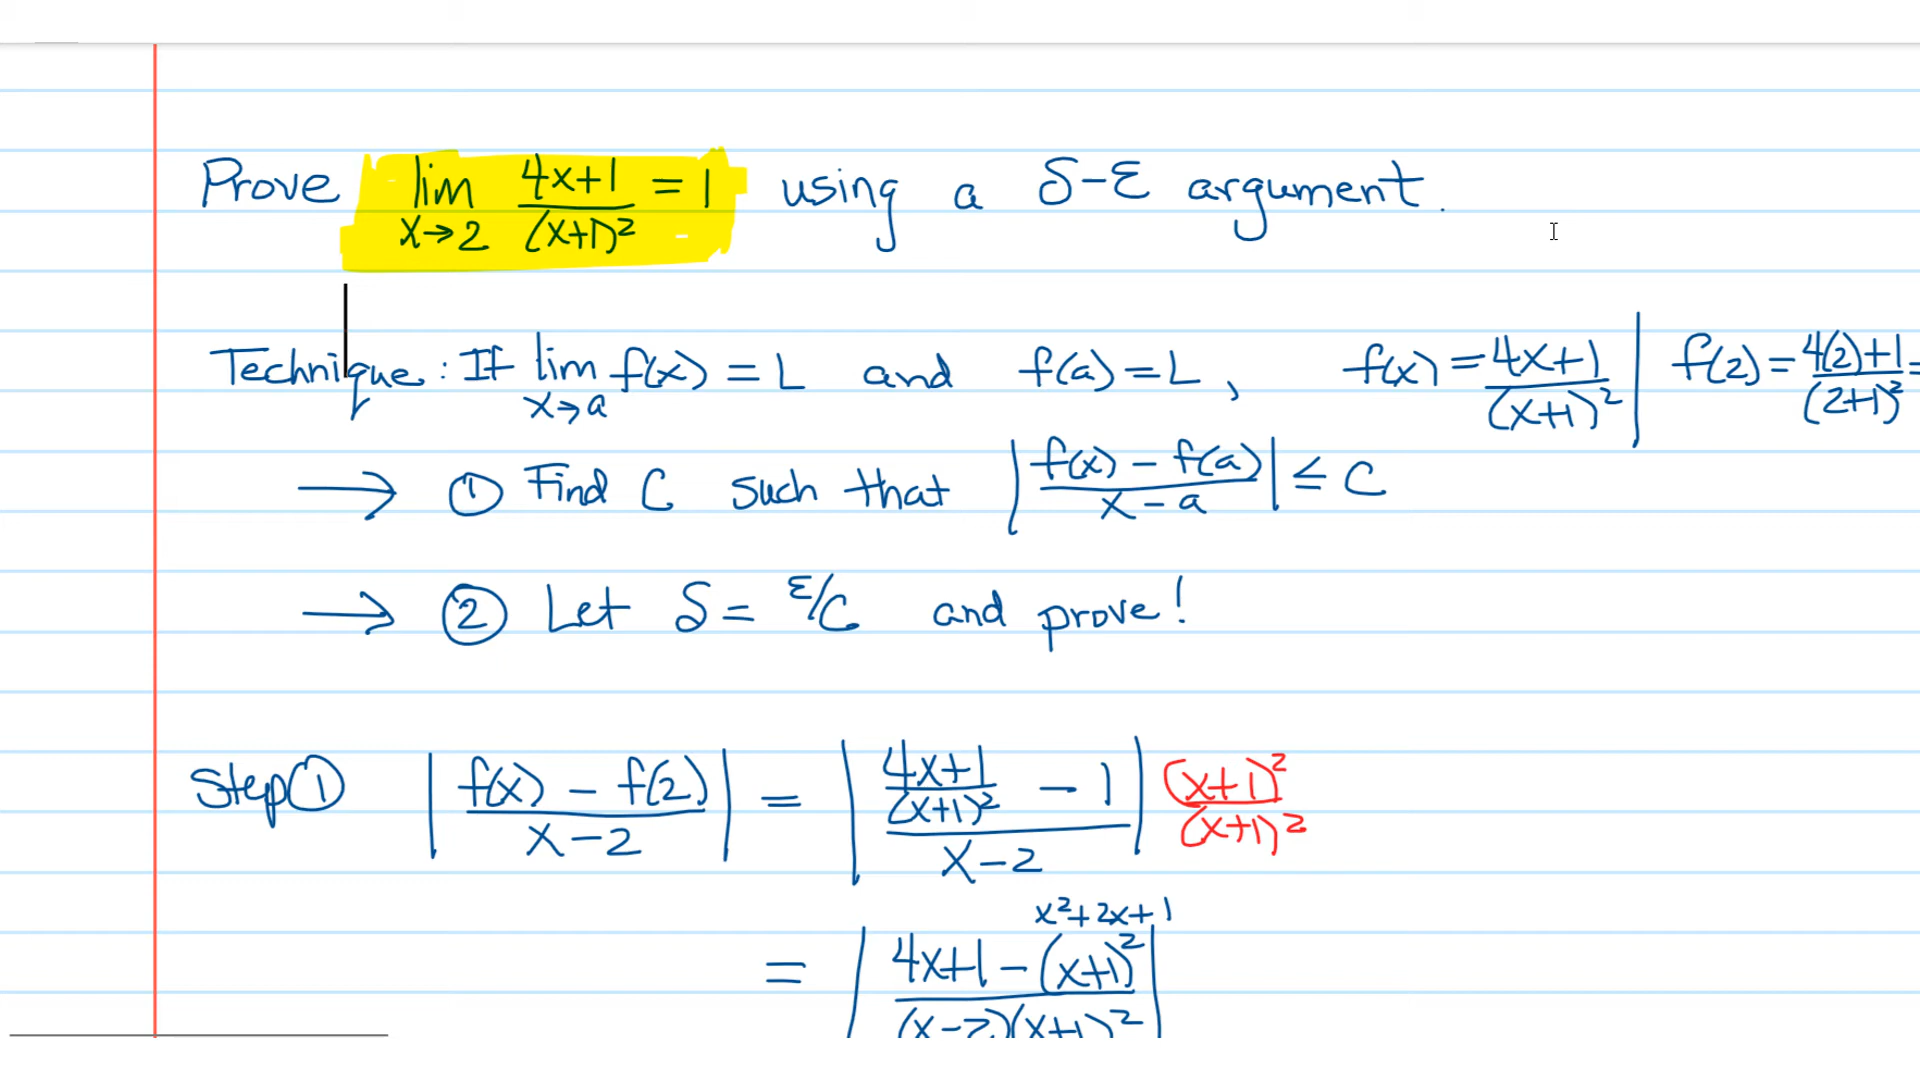 Prove lim x→2 (4x+1)/(x+1)² = 1 using a δ-ε argument.
Technique: If lim x→a f(x) = L and f(a) = L, f(x) = (4x+1)/(x+1)² | f(2) = (4(2)+1)/(2+1)² =
→ ① Find C such that |(f(x) - f(a))/(x - a)| ≤ C
→ ② Let δ = ε/C and prove!
Step ① |(f(x) - f(2))/(x-2)| = |((4x+1)/(x+1)² - 1)/(x-2)| (x+1)²/(x+1)²
x²+2x+1
= |(4x+1-(x+1)²)/((x-2)(x+1)²)|